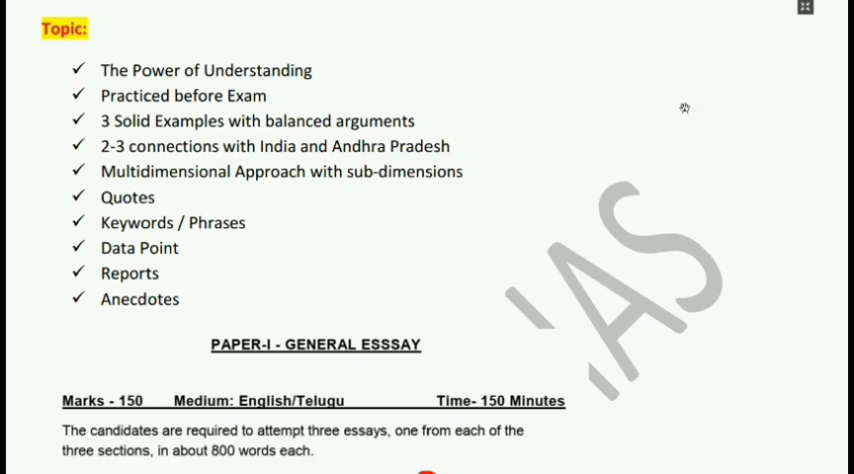 Topic:
✓ The Power of Understanding
✓ Practiced before Exam
✓ 3 Solid Examples with balanced arguments
✓ 2-3 connections with India and Andhra Pradesh
✓ Multidimensional Approach with sub-dimensions
✓ Quotes
✓ Keywords / Phrases
✓ Data Point
✓ Reports
✓ Anecdotes
PAPER-I - GENERAL ESSSAY
Marks - 150 Medium: English/Telugu Time- 150 Minutes
The candidates are required to attempt three essays, one from each of the
three sections, in about 800 words each.